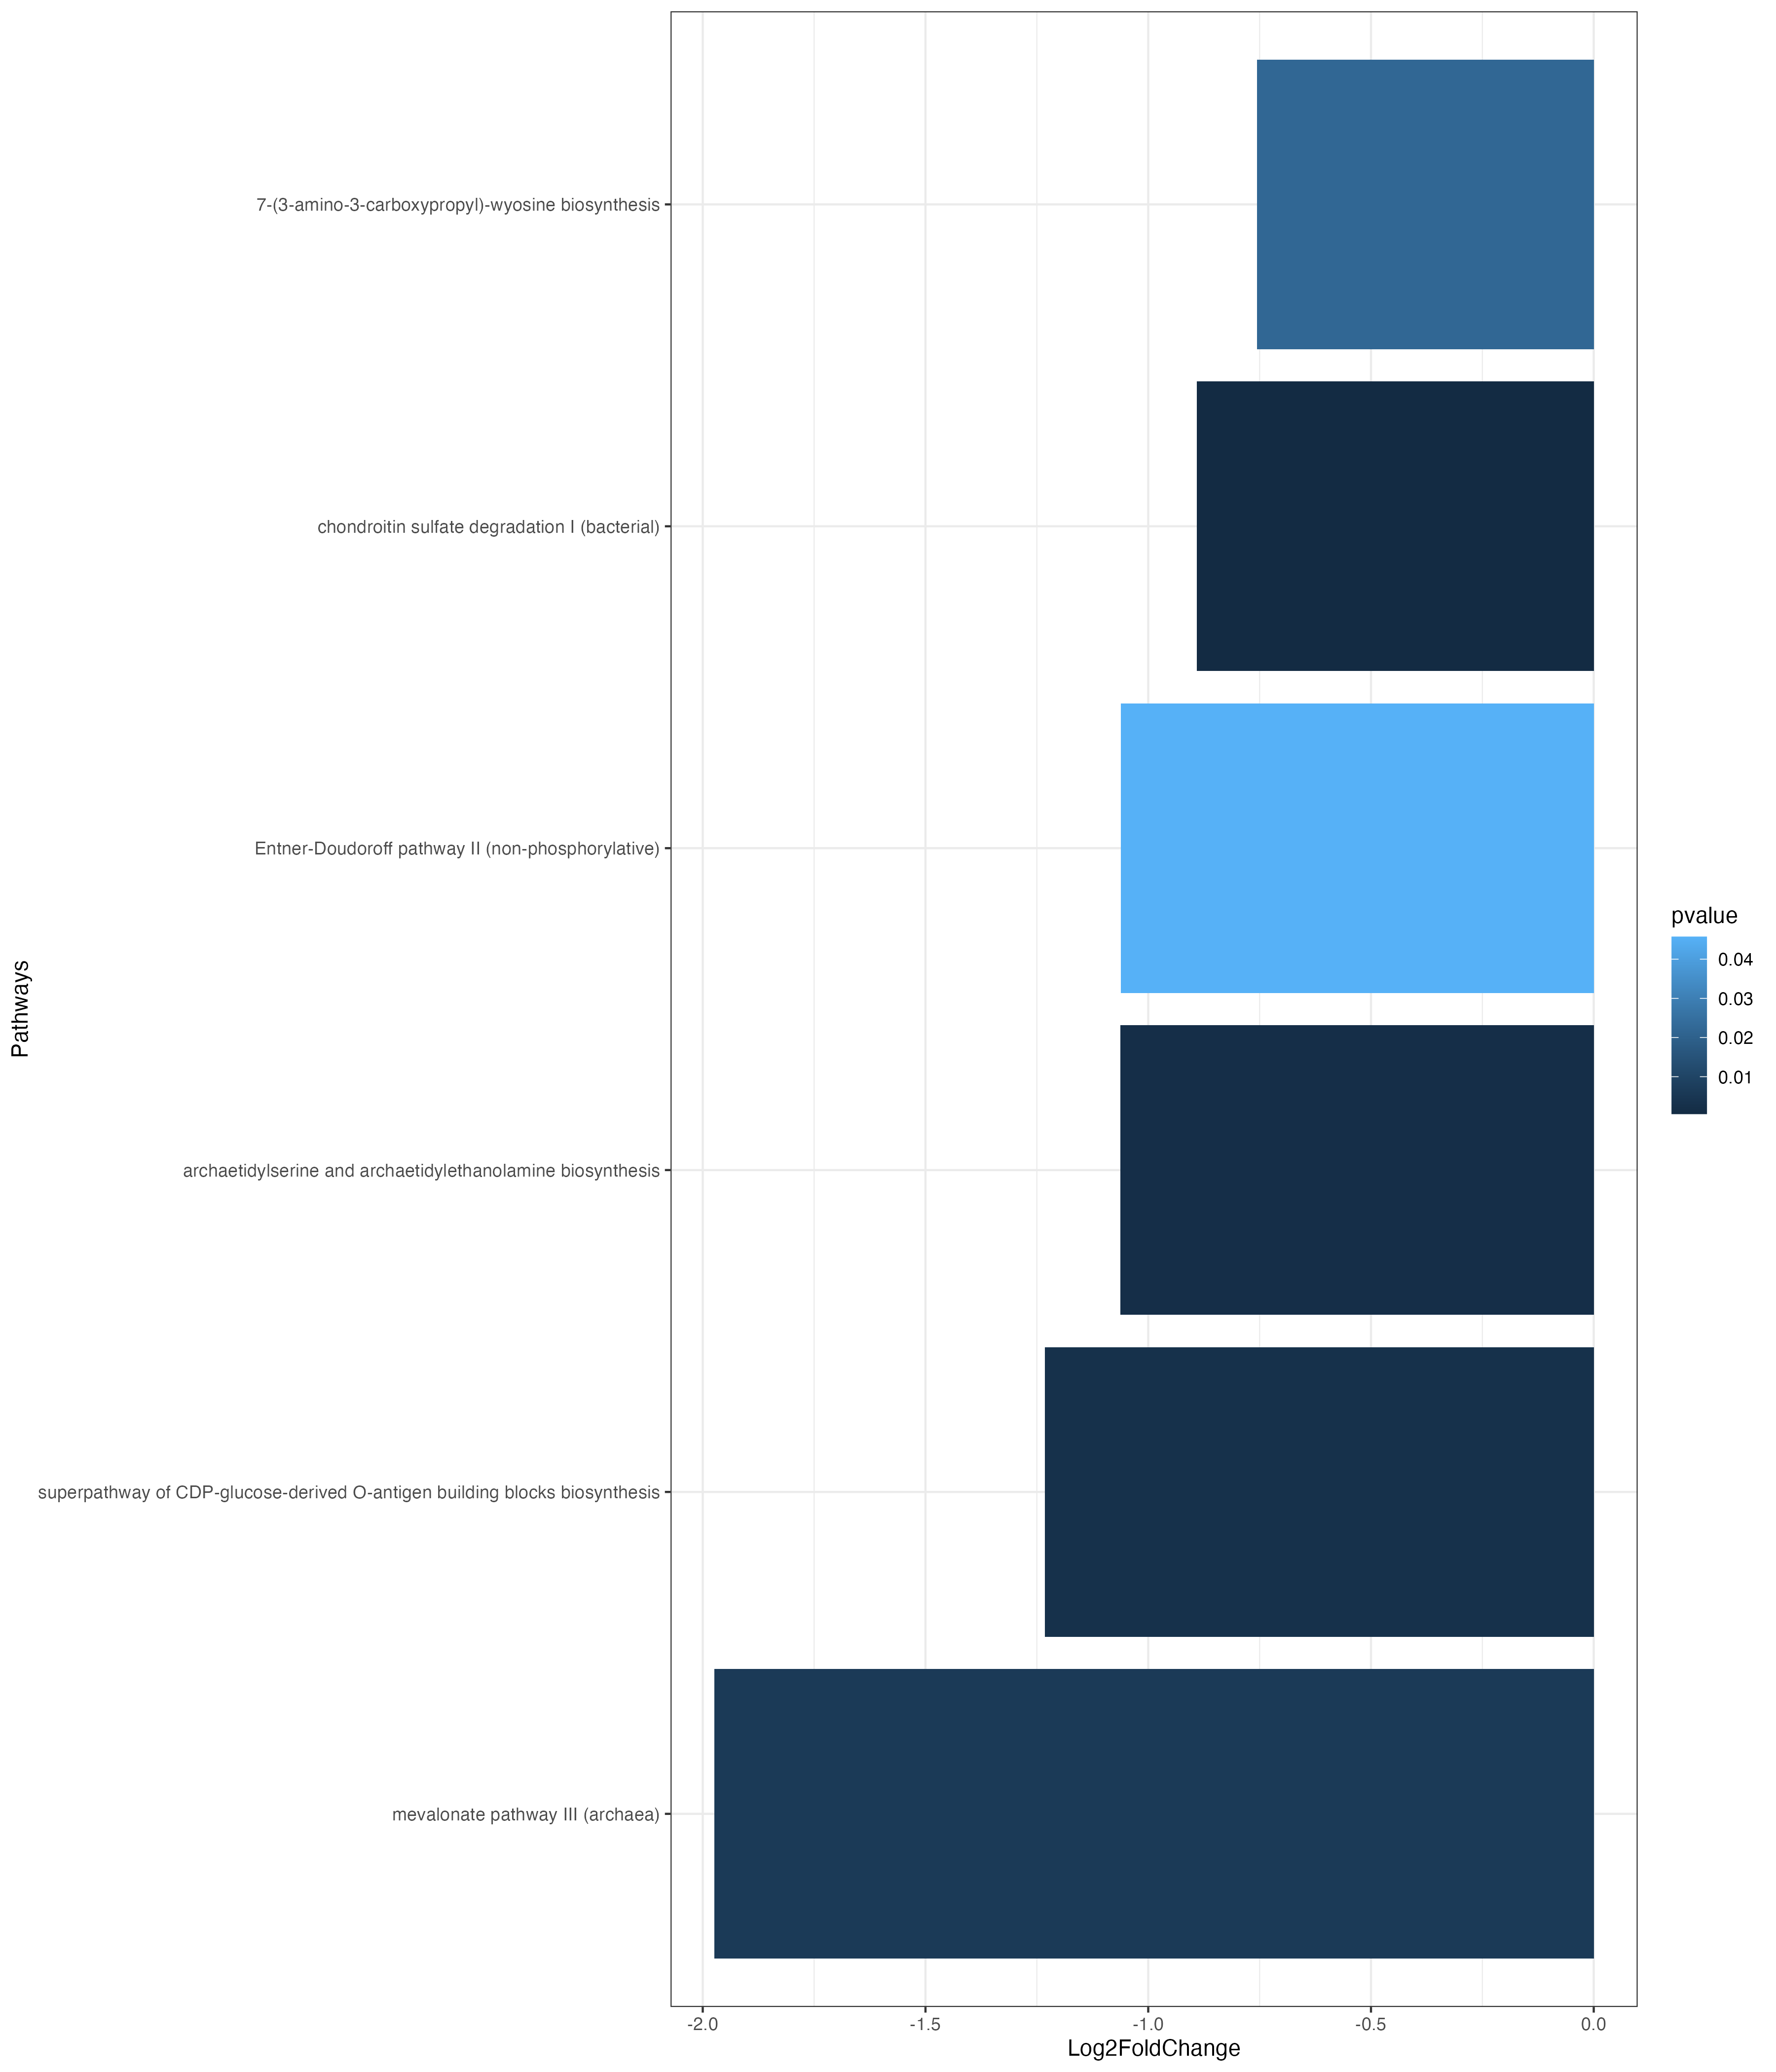 7-(3-amino-3-carboxypropyl)-wyosine biosynthesis
chondroitin sulfate degradation I (bacterial)
Entner-Doudoroff pathway II (non-phosphorylative)
archaetidylserine and archaetidylethanolamine biosynthesis
superpathway of CDP-glucose-derived O-antigen building blocks biosynthesis
mevalonate pathway III (archaea)
Pathways
-2.0 -1.5 -1.0 -0.5 0.0
Log2FoldChange
pvalue
0.04
0.03
0.02
0.01